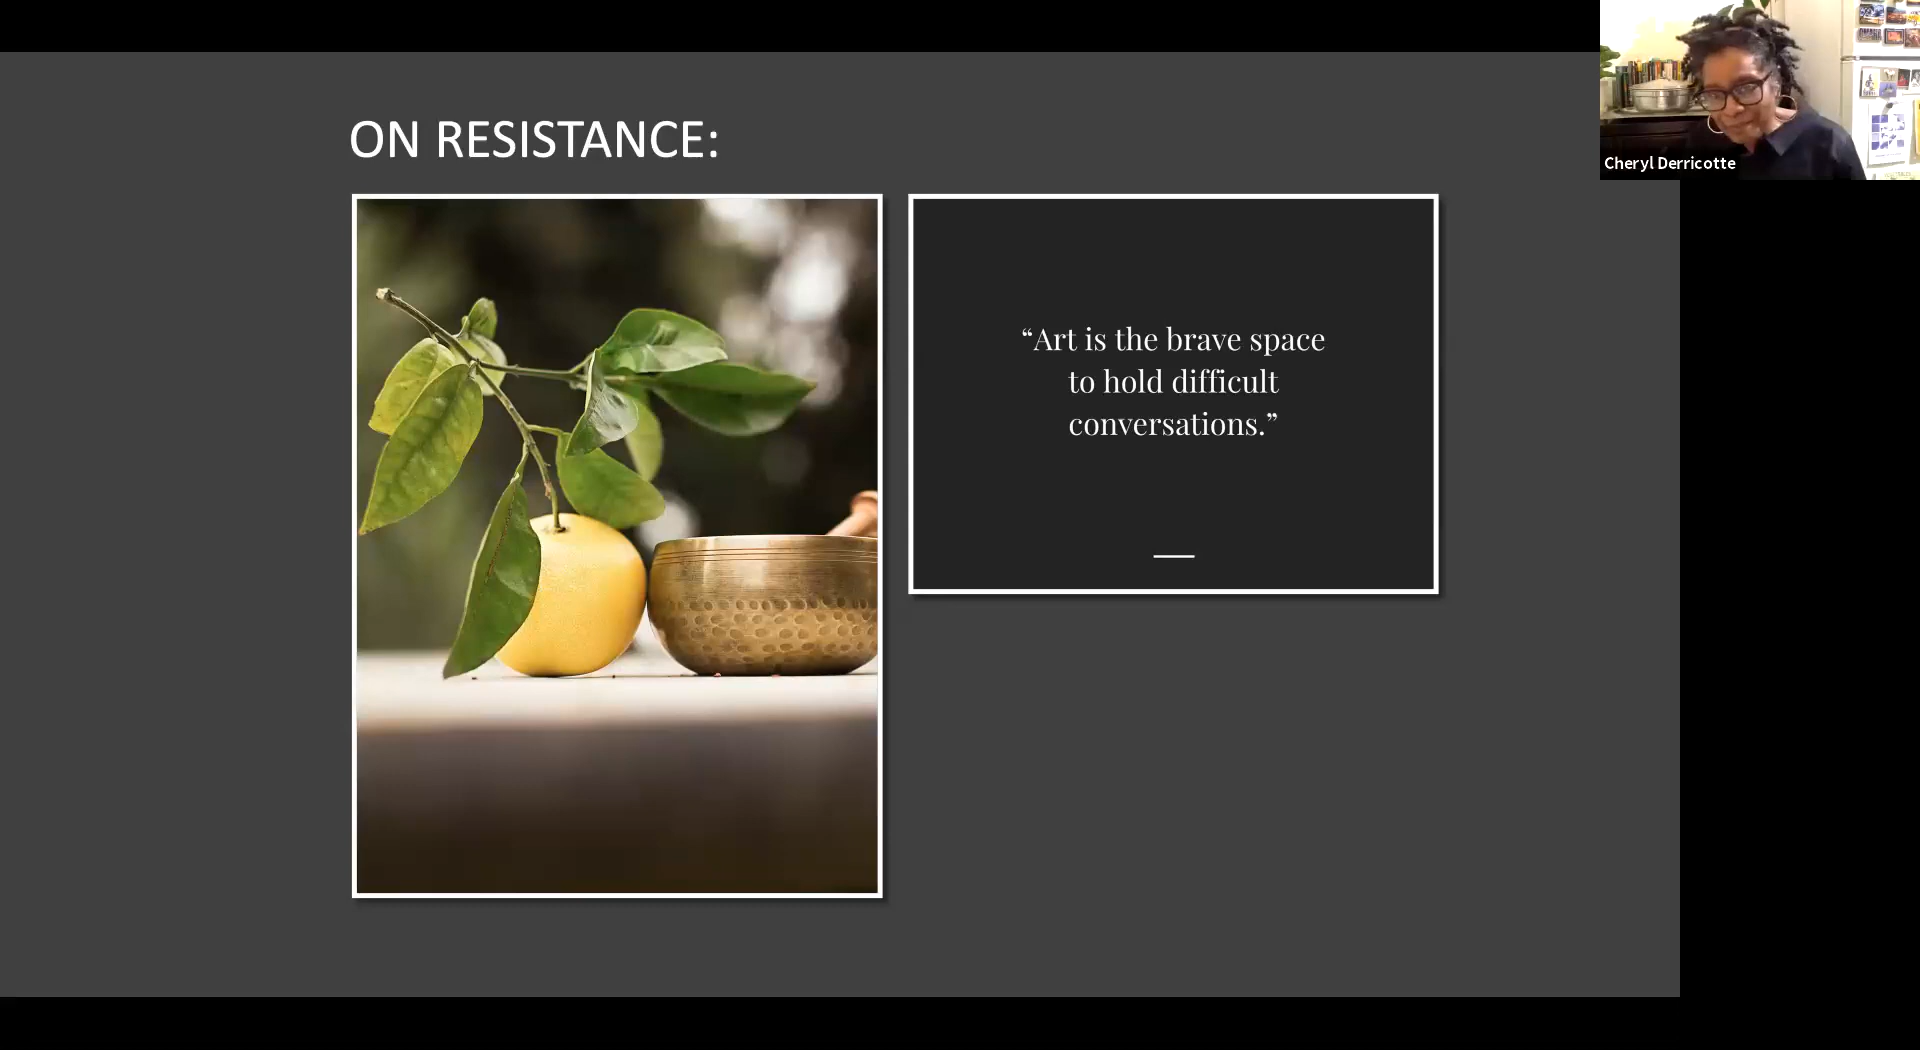 ON RESISTANCE:
“Art is the brave space
to hold difficult
conversations.”
Cheryl Derricotte